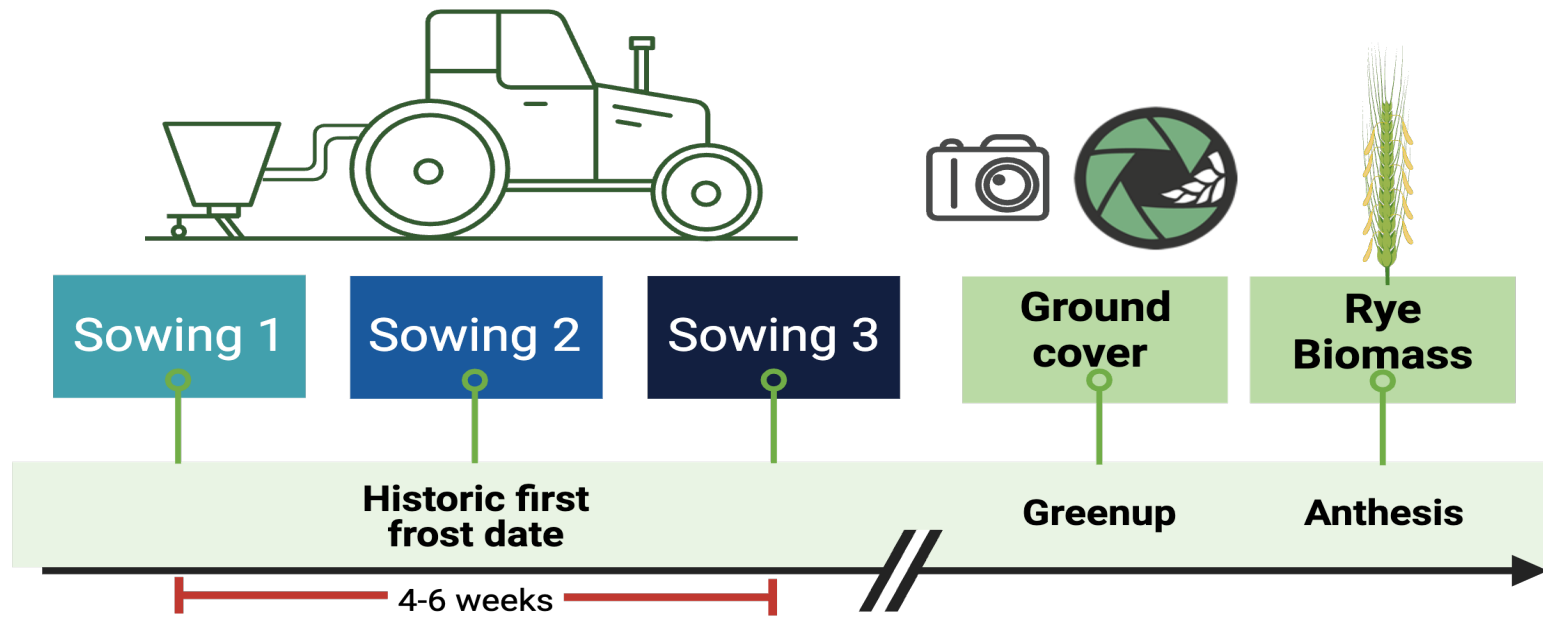 Sowing 1
Sowing 2
Sowing 3
Ground
cover
Rye
Biomass
Historic first
frost date
Greenup
Anthesis
4-6 weeks